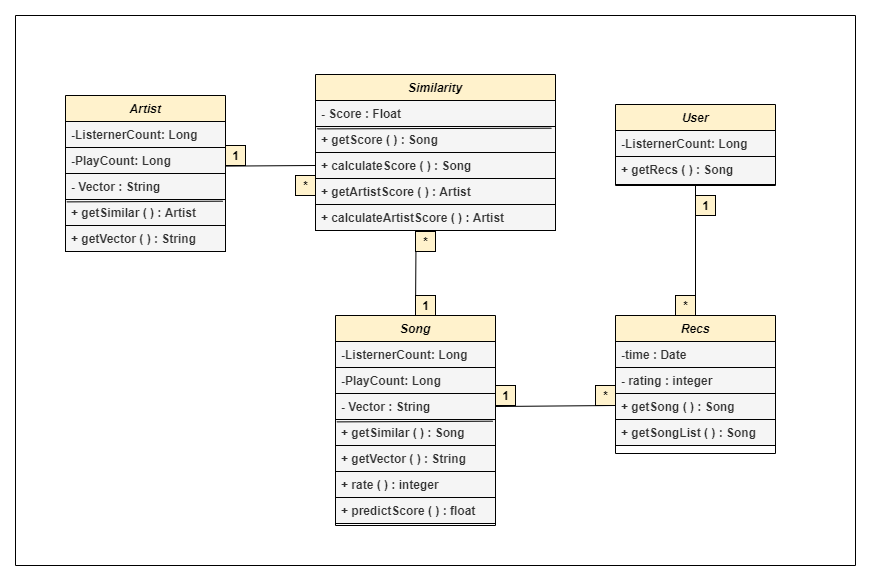 Artist
-ListernerCount: Long
-PlayCount: Long
- Vector : String
+ getSimilar ( ) : Artist
+ getVector ( ) : String
1
*
Similarity
- Score : Float
+ getScore ( ) : Song
+ calculateScore ( ) : Song
+ getArtistScore ( ) : Artist
+ calculateArtistScore ( ) : Artist
*
1
User
-ListernerCount: Long
+ getRecs ( ) : Song
1
*
Song
-ListernerCount: Long
-PlayCount: Long
- Vector : String
+ getSimilar ( ) : Song
+ getVector ( ) : String
+ rate ( ) : integer
+ predictScore ( ) : float
1
*
Recs
-time : Date
- rating : integer
+ getSong ( ) : Song
+ getSongList ( ) : Song